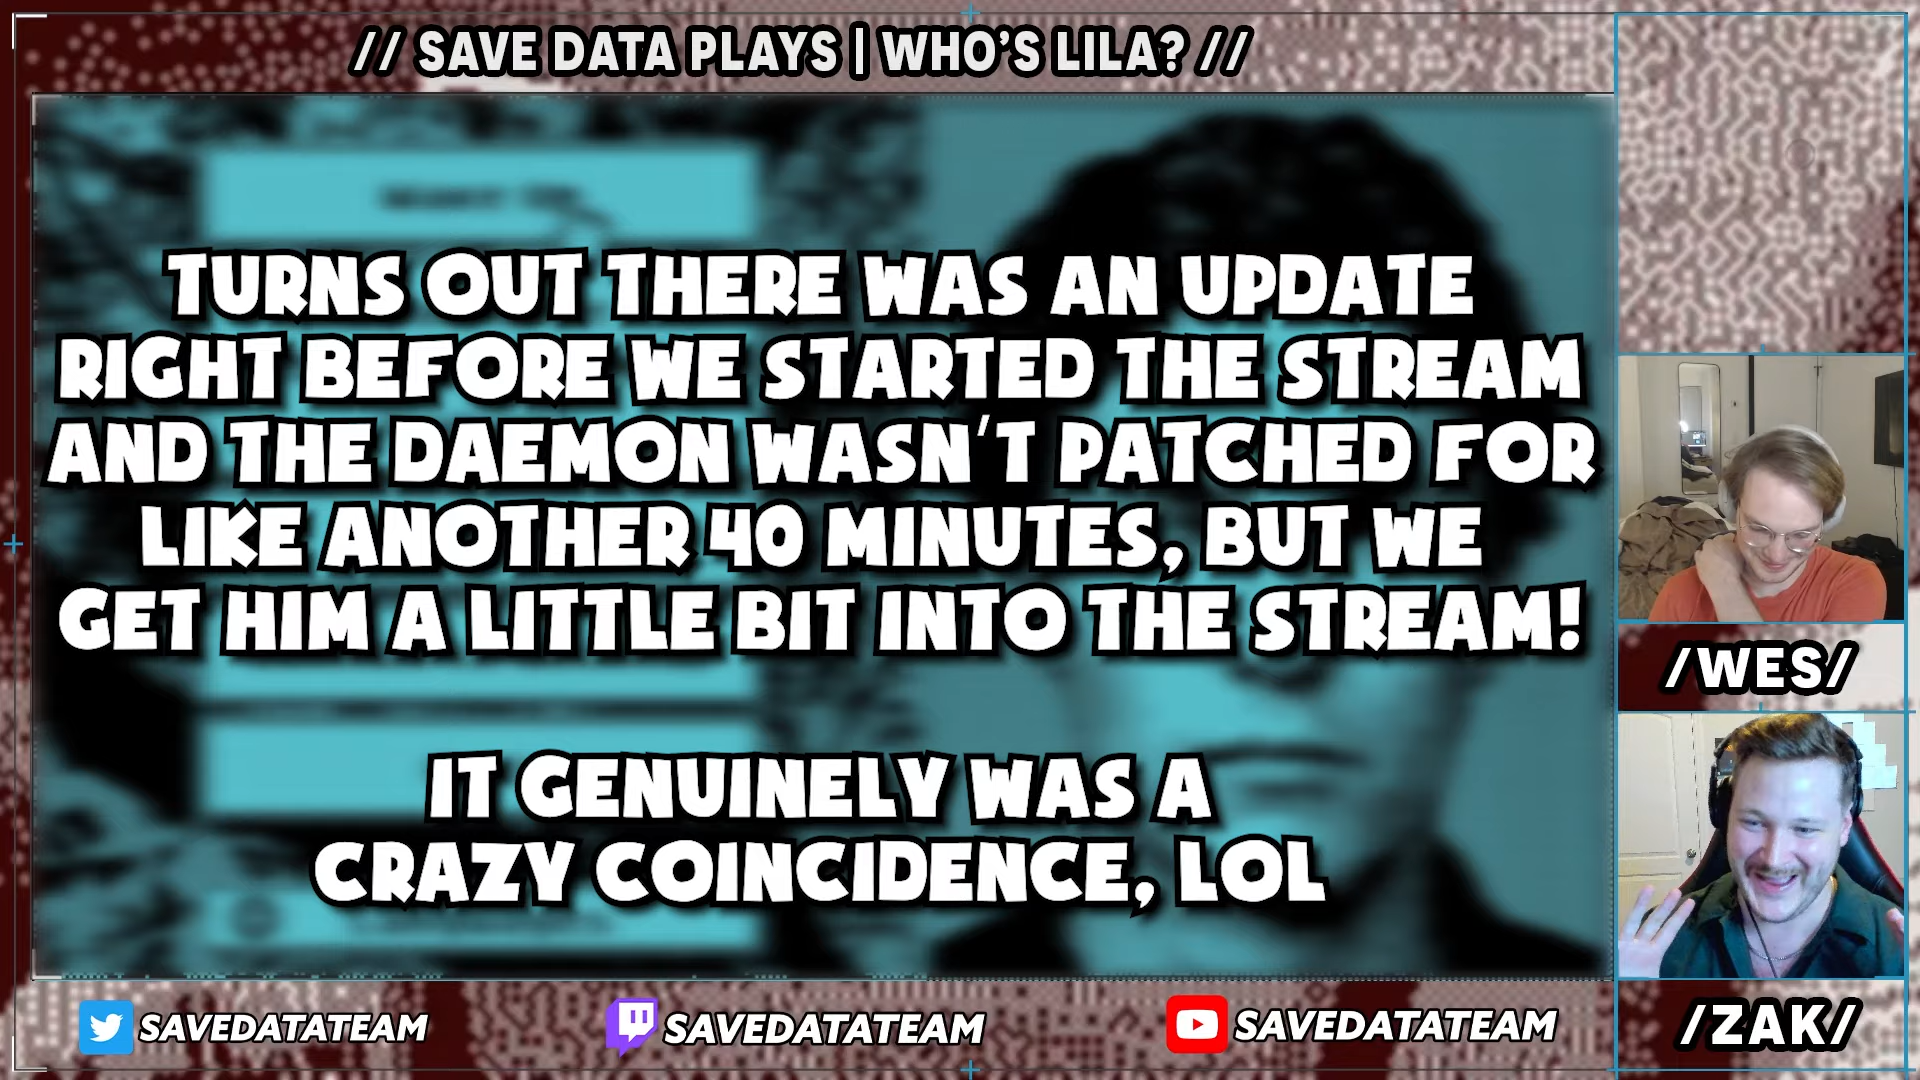 // SAVE DATA PLAYS | WHO'S LILA? //
TURNS OUT THERE WAS AN UPDATE
RIGHT BEFORE WE STARTED THE STREAM
AND THE DAEMON WASN'T PATCHED FOR
LIKE ANOTHER 40 MINUTES, BUT WE
GET HIM A LITTLE BIT INTO THE STREAM!
IT GENUINELY WAS A
CRAZY COINCIDENCE, LOL
/WES/
/ZAK/
SAVEDATATEAM
SAVEDATATEAM
SAVEDATATEAM